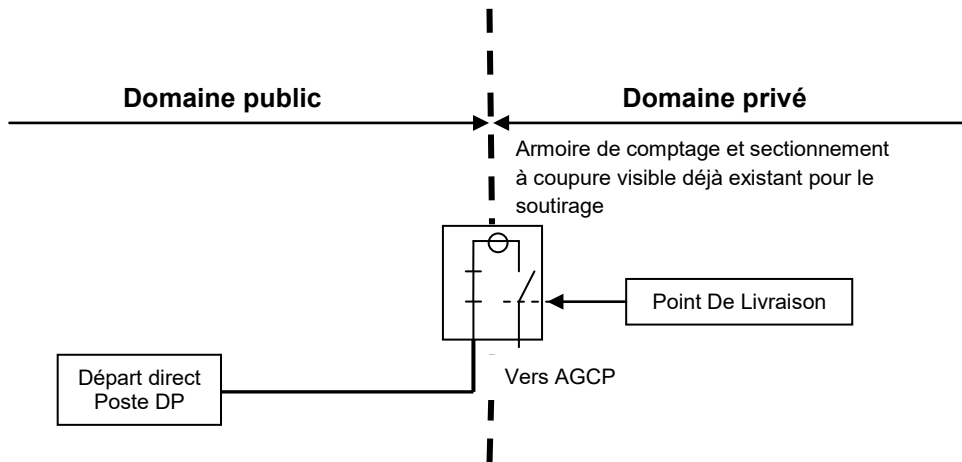 Domaine public
Domaine privé
Armoire de comptage et sectionnement
à coupure visible déjà existant pour le
soutirage
Point De Livraison
Départ direct
Poste DP
Vers AGCP